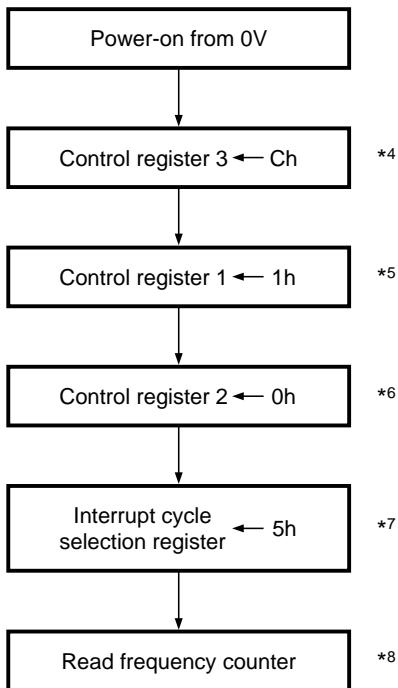 Power-on from 0V
Control register 3 ← Ch *4
Control register 1 ← 1h *5
Control register 2 ← 0h *6
Interrupt cycle
selection register ← 5h *7
Read frequency counter *8